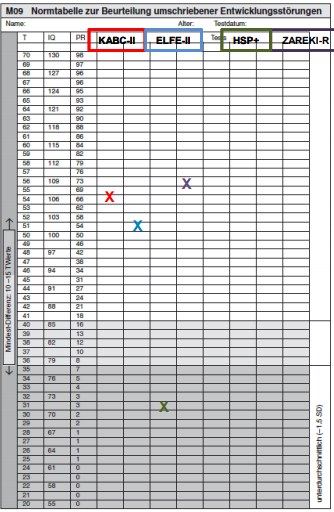 M09 Normtabelle zur Beurteilung umschriebener Entwicklungsstörungen
Name: Alter: Testdatum:
T IQ PR Tests
KABC-II ELFE-II HSP+ ZAREKI-R
70 130 98
69 97
68 127 96
67 96
66 124 95
65 93
64 121 92
63 90
62 118 88
61 86
60 115 84
59 82
58 112 79
57 76
56 109 73 X
55 69
54 106 66 X
53 62
52 103 58
51 54 X
50 100 50
49 46
48 97 42
47 38
46 94 34
45 31
44 91 27
43 24
42 88 21
41 18
40 85 16
39 13
38 82 12
37 10
36 79 8
35 7
34 76 5
33 4
32 73 3
31 3 X
30 70 2
29 2
28 67 1
27 1
26 64 1
25 1
24 61 0
22 58 0
21 0
20 55 0
Mindest-Differenz: 10 –15 TWerte
unterdurchschnittlich (–1,5 SD)